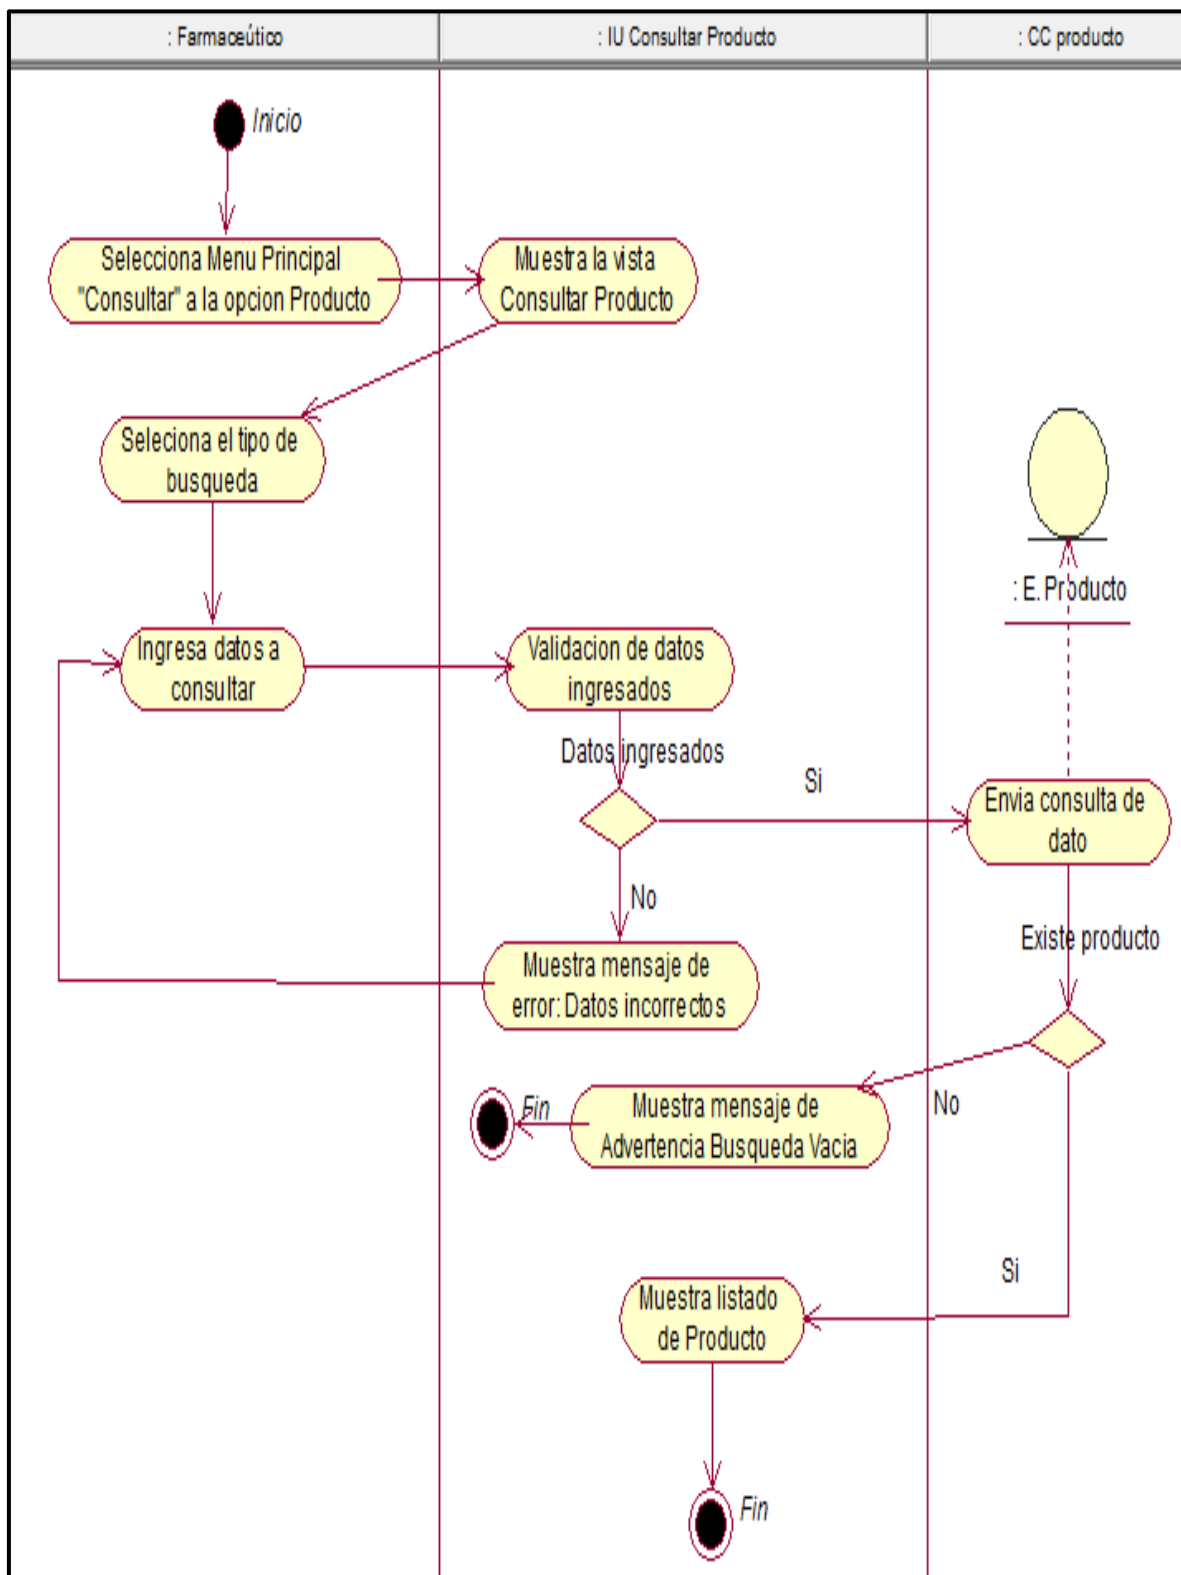 : Farmaceútico
: IU Consultar Producto
: CC producto
Inicio
Selecciona Menu Principal
"Consultar" a la opcion Producto
Muestra la vista
Consultar Producto
Seleciona el tipo de
busqueda
: E. Producto
Ingresa datos a
consultar
Validacion de datos
ingresados
Datos ingresados
Si
Envia consulta de
dato
No
Existe producto
Muestra mensaje de
error: Datos incorrectos
Fin
Muestra mensaje de
Advertencia Busqueda Vacia
No
Si
Muestra listado
de Producto
Fin